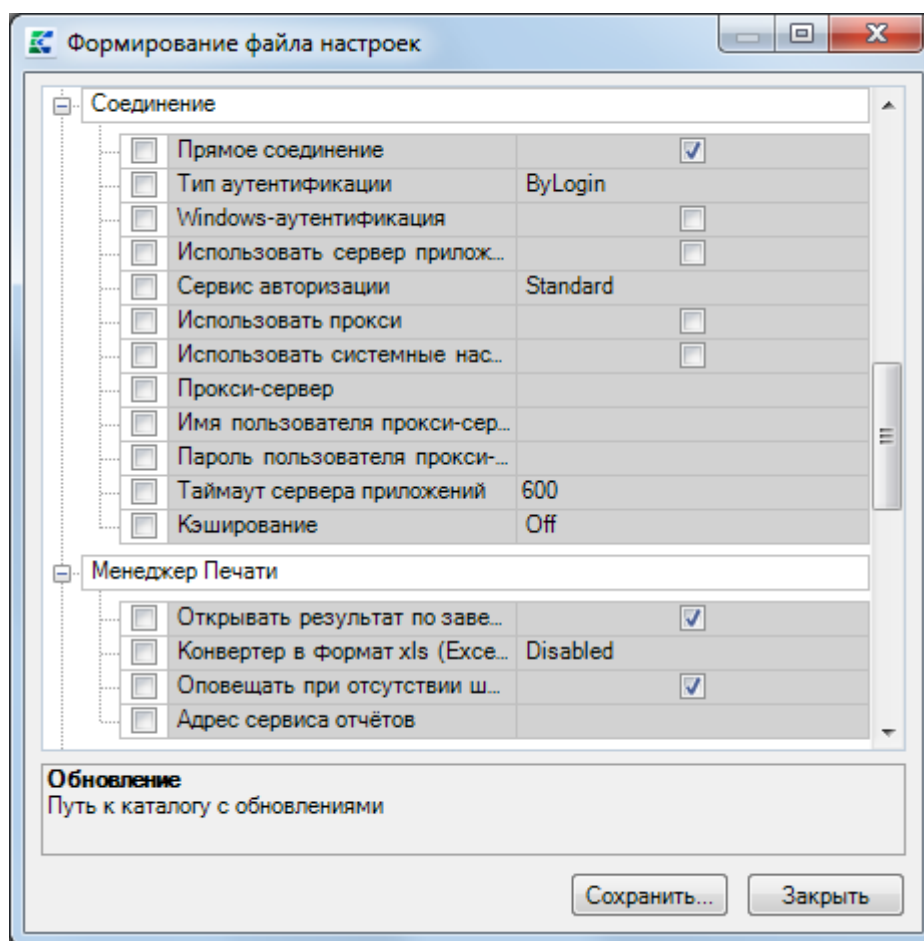 Формирование файла настроек
Соединение
Прямое соединение
Тип аутентификации ByLogin
Windows-аутентификация
Использовать сервер прилож...
Сервис авторизации Standard
Использовать прокси
Использовать системные нас...
Прокси-сервер
Имя пользователя прокси-сер...
Пароль пользователя прокси-...
Таймаут сервера приложений 600
Кэширование Off
Менеджер Печати
Открывать результат по заве...
Конвертер в формат xls (Exce... Disabled
Оповещать при отсутствии ш...
Адрес сервиса отчётов
Обновление
Путь к каталогу с обновлениями
Сохранить... Закрыть